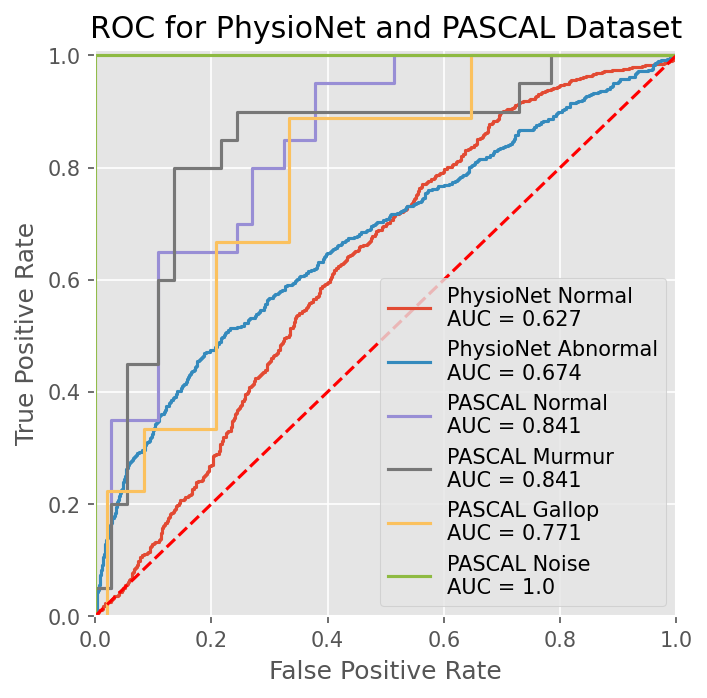 ROC for PhysioNet and PASCAL Dataset
True Positive Rate
1.0
0.8
0.6
0.4
0.2
0.0
PhysioNet Normal
AUC = 0.627
PhysioNet Abnormal
AUC = 0.674
PASCAL Normal
AUC = 0.841
PASCAL Murmur
AUC = 0.841
PASCAL Gallop
AUC = 0.771
PASCAL Noise
AUC = 1.0
0.0 0.2 0.4 0.6 0.8 1.0
False Positive Rate